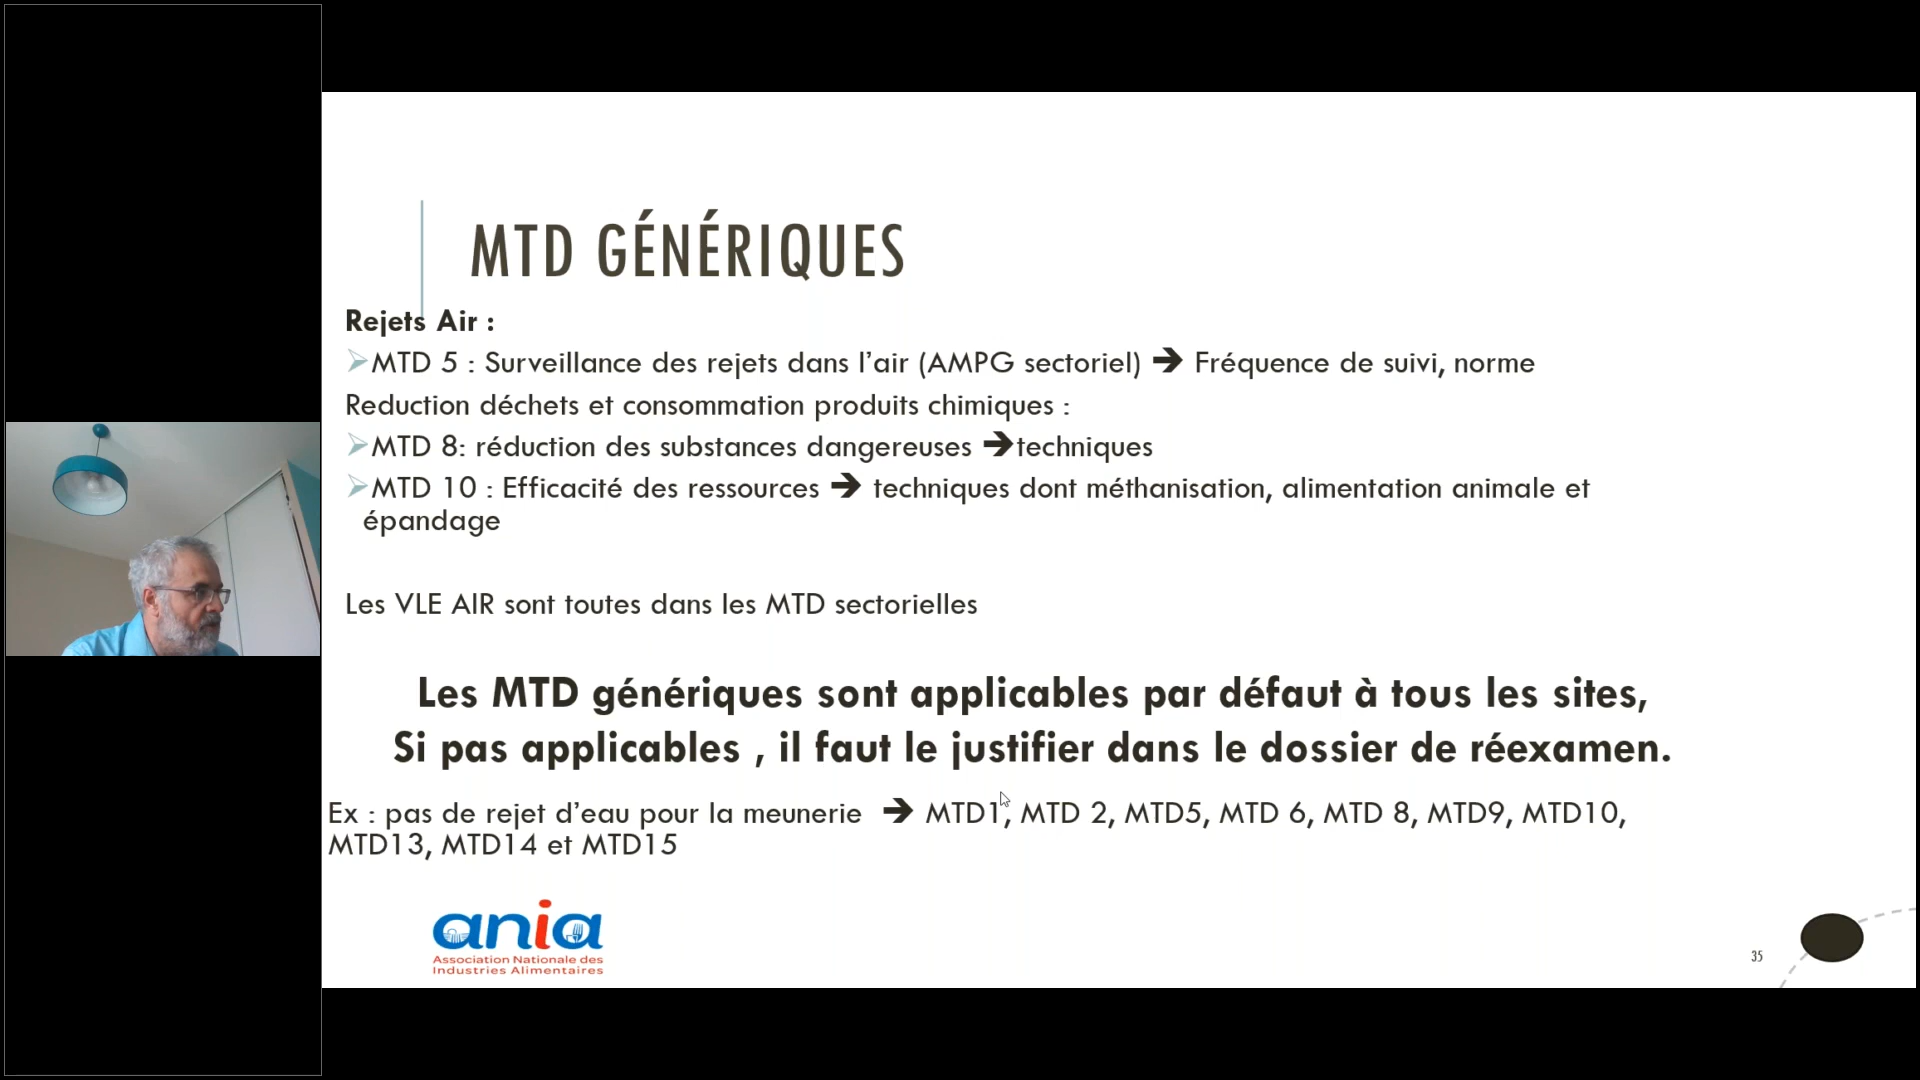 MTD GÉNÉRIQUES
Rejets Air :
MTD 5 : Surveillance des rejets dans l’air (AMPG sectoriel) ➔ Fréquence de suivi, norme
Reduction déchets et consommation produits chimiques :
MTD 8: réduction des substances dangereuses ➔techniques
MTD 10 : Efficacité des ressources ➔ techniques dont méthanisation, alimentation animale et
épandage
Les VLE AIR sont toutes dans les MTD sectorielles
Les MTD génériques sont applicables par défaut à tous les sites,
Si pas applicables , il faut le justifier dans le dossier de réexamen.
Ex : pas de rejet d’eau pour la meunerie ➔ MTD1, MTD 2, MTD5, MTD 6, MTD 8, MTD9, MTD10,
MTD13, MTD14 et MTD15
ania
Association Nationale des
Industries Alimentaires
35